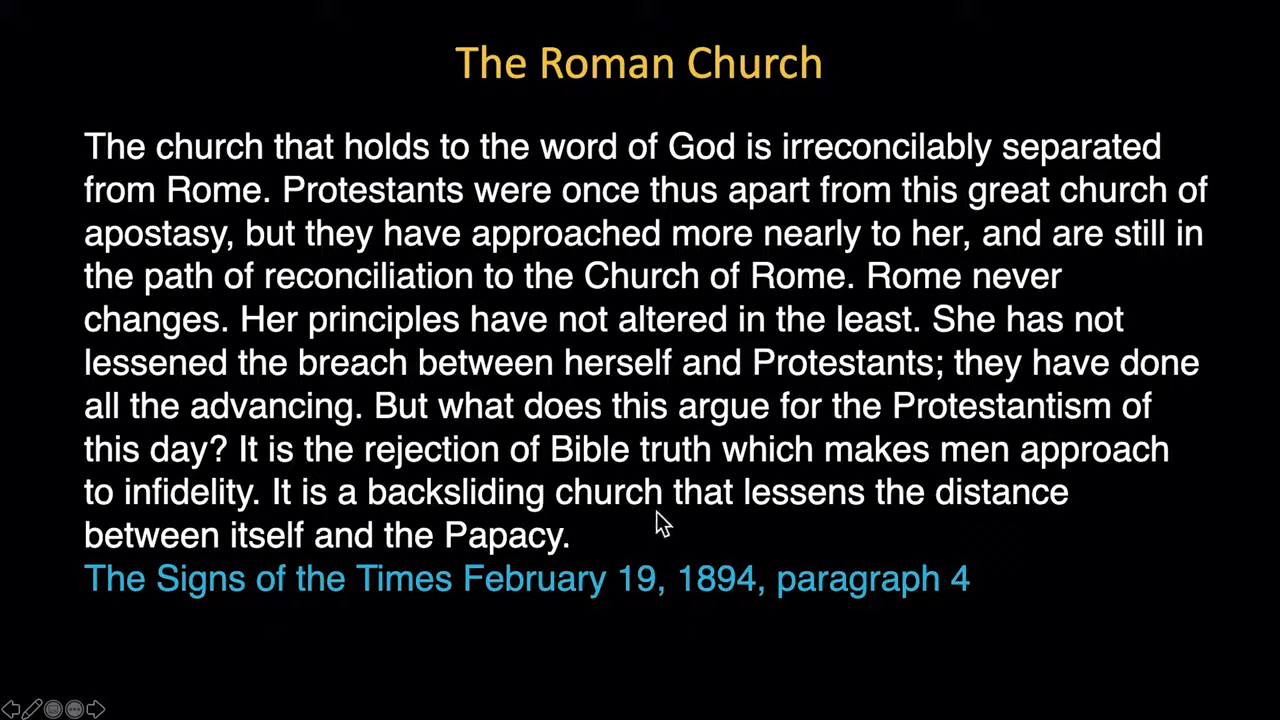 The Roman Church
The church that holds to the word of God is irreconcilably separated
from Rome. Protestants were once thus apart from this great church of
apostasy, but they have approached more nearly to her, and are still in
the path of reconciliation to the Church of Rome. Rome never
changes. Her principles have not altered in the least. She has not
lessened the breach between herself and Protestants; they have done
all the advancing. But what does this argue for the Protestantism of
this day? It is the rejection of Bible truth which makes men approach
to infidelity. It is a backsliding church that lessens the distance
between itself and the Papacy.
The Signs of the Times February 19, 1894, paragraph 4